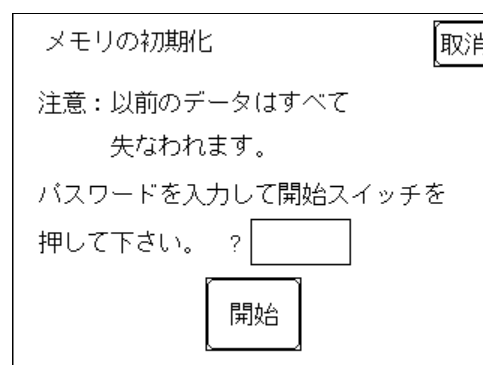 メモリの初期化
取消
注意：以前のデータはすべて
失なわれます。
パスワードを入力して開始スイッチを
押して下さい。 ?
開始